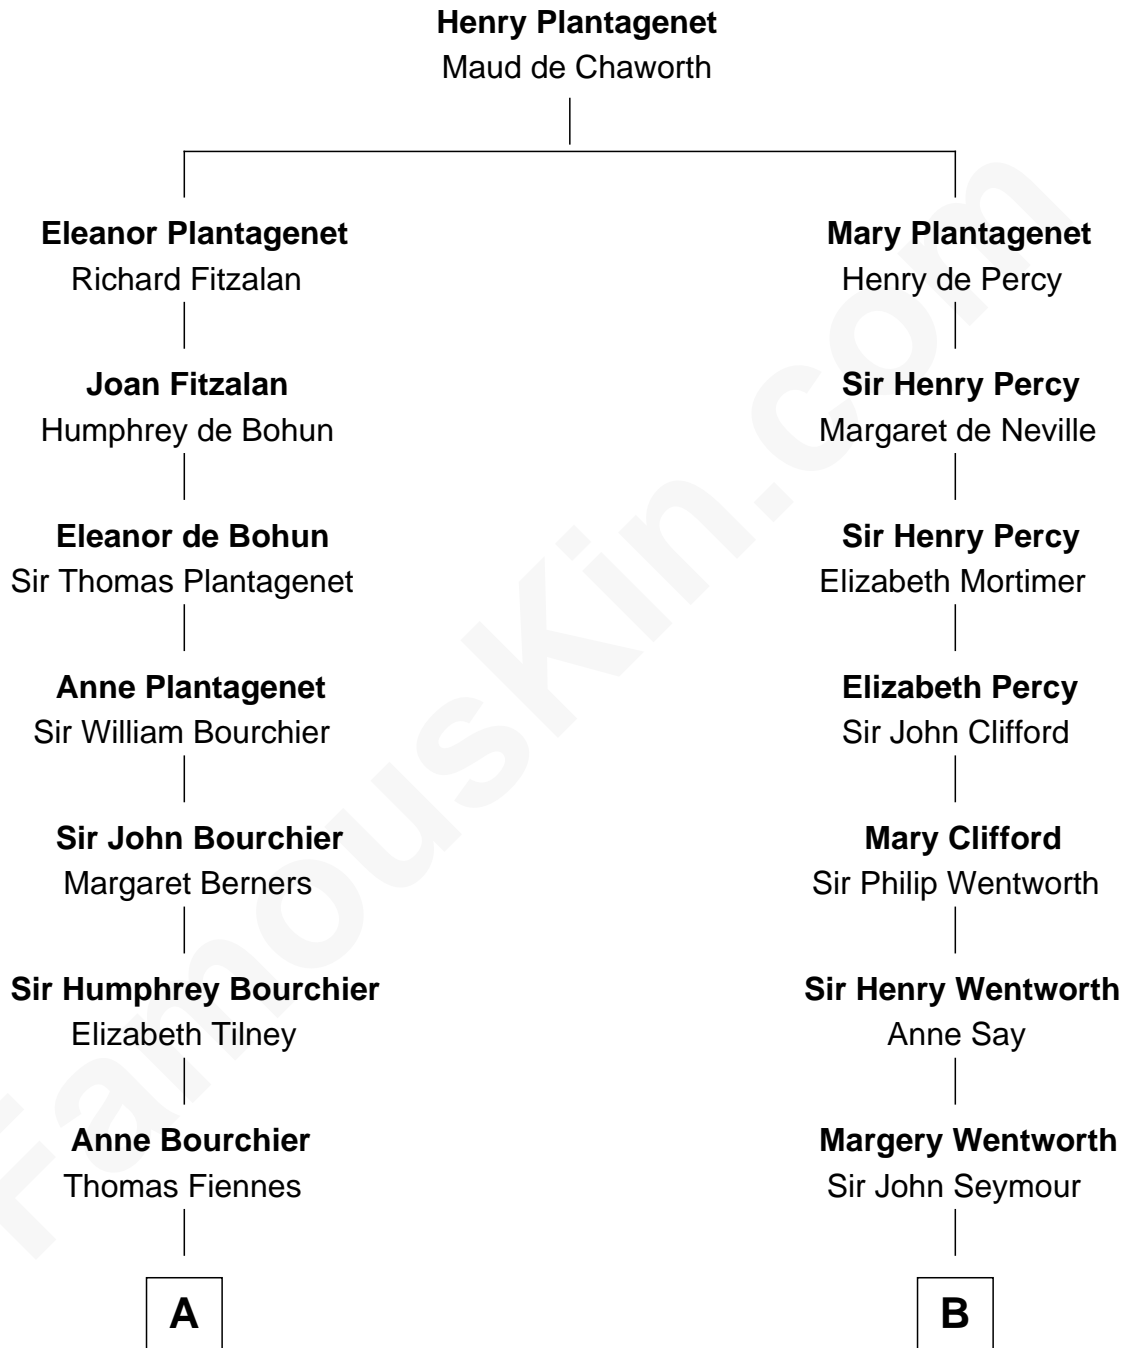 Henry Plantagenet
Maud de Chaworth
Eleanor Plantagenet
Richard Fitzalan
Mary Plantagenet
Henry de Percy
Joan Fitzalan
Humphrey de Bohun
Sir Henry Percy
Margaret de Neville
Eleanor de Bohun
Sir Thomas Plantagenet
Sir Henry Percy
Elizabeth Mortimer
Anne Plantagenet
Sir William Bourchier
Elizabeth Percy
Sir John Clifford
Sir John Bourchier
Margaret Berners
Mary Clifford
Sir Philip Wentworth
Sir Humphrey Bourchier
Elizabeth Tilney
Sir Henry Wentworth
Anne Say
Anne Bourchier
Thomas Fiennes
Margery Wentworth
Sir John Seymour
A
B
FamousKin.com